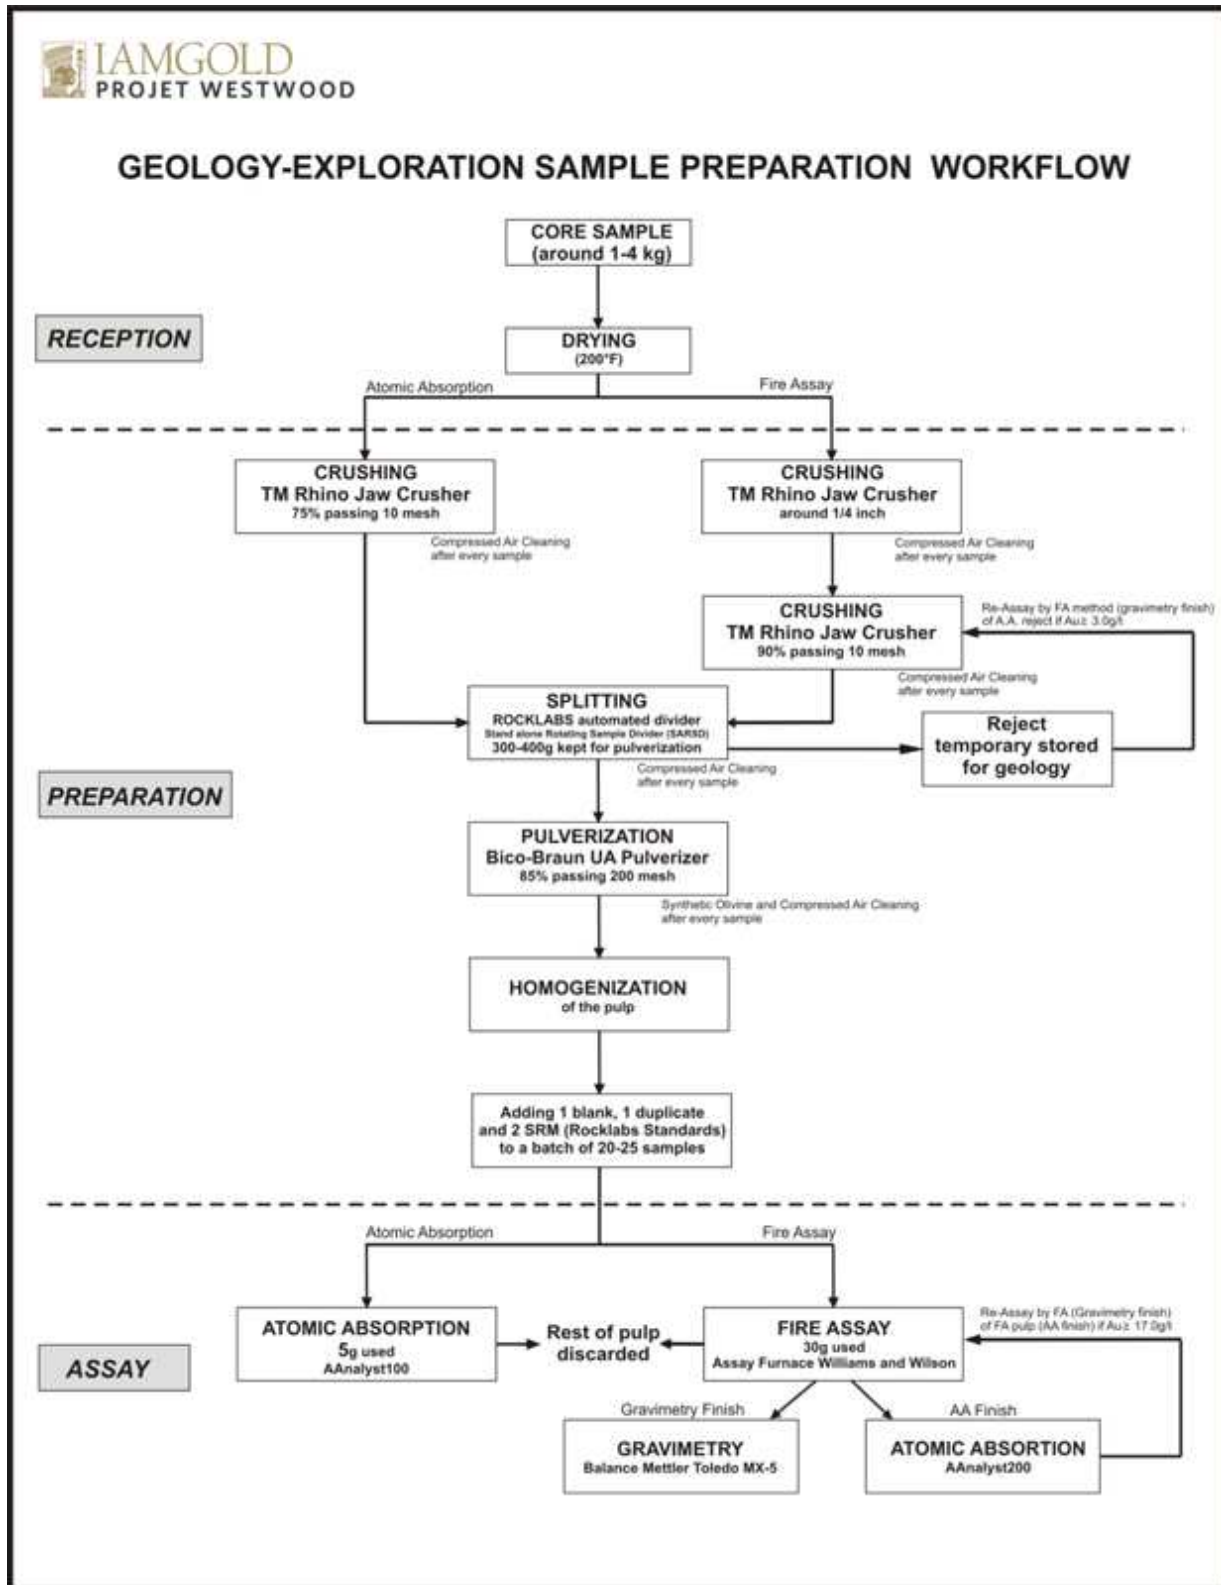 IAMGOLD
PROJET WESTWOOD
GEOLOGY-EXPLORATION SAMPLE PREPARATION WORKFLOW
CORE SAMPLE
(around 1-4 kg)
RECEPTION
DRYING
(200°F)
Atomic Absorption
Fire Assay
CRUSHING
TM Rhino Jaw Crusher
75% passing 10 mesh
Compressed Air Cleaning
after every sample
CRUSHING
TM Rhino Jaw Crusher
around 1/4 inch
Compressed Air Cleaning
after every sample
CRUSHING
TM Rhino Jaw Crusher
90% passing 10 mesh
Compressed Air Cleaning
after every sample
Re-Assay by FA method (gravimetry finish)
of A.A. reject if Au≥ 3.0g/t
SPLITTING
ROCKLABS automated divider
Stand alone Rotating Sample Divider (SARSD)
300-400g kept for pulverization
Compressed Air Cleaning
after every sample
Reject
temporary stored
for geology
PREPARATION
PULVERIZATION
Bico-Braun UA Pulverizer
85% passing 200 mesh
Synthetic Olivine and Compressed Air Cleaning
after every sample
HOMOGENIZATION
of the pulp
Adding 1 blank, 1 duplicate
and 2 SRM (Rocklabs Standards)
to a batch of 20-25 samples
Atomic Absorption
Fire Assay
ASSAY
ATOMIC ABSORPTION
5g used
AAnalyst100
Rest of pulp
discarded
FIRE ASSAY
30g used
Assay Furnace Williams and Wilson
Re-Assay by FA (Gravimetry finish)
of FA pulp (AA finish) if Au≥ 17.0g/t
Gravimetry Finish
AA Finish
GRAVIMETRY
Balance Mettler Toledo MX-5
ATOMIC ABSORTION
AAnalyst200